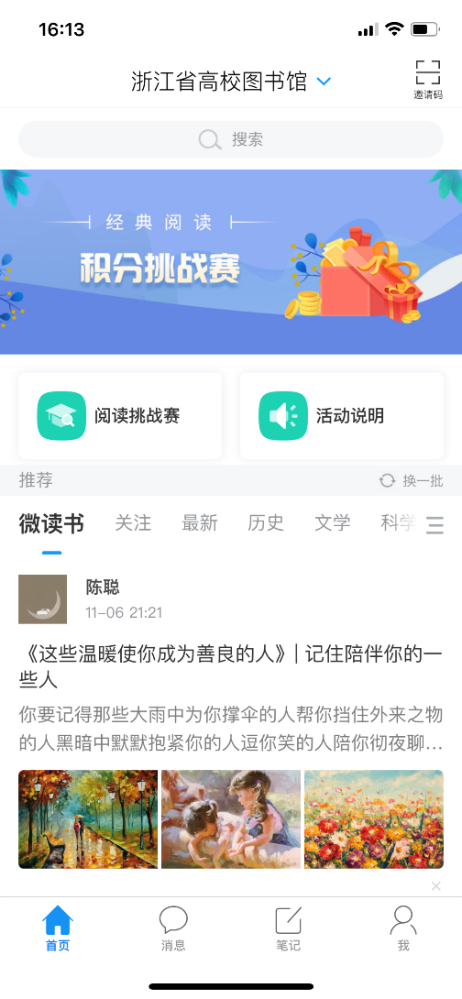 16:13
浙江省高校图书馆
邀请码
搜索
经典阅读
积分挑战赛
阅读挑战赛
活动说明
推荐
换一批
微读书 关注 最新 历史 文学 科学
陈聪
11-06 21:21
《这些温暖使你成为善良的人》| 记住陪伴你的一
些人
你要记得那些大雨中为你撑伞的人帮你挡住外来之物
的人黑暗中默默抱紧你的人逗你笑的人陪你彻夜聊...
首页 消息 笔记 我